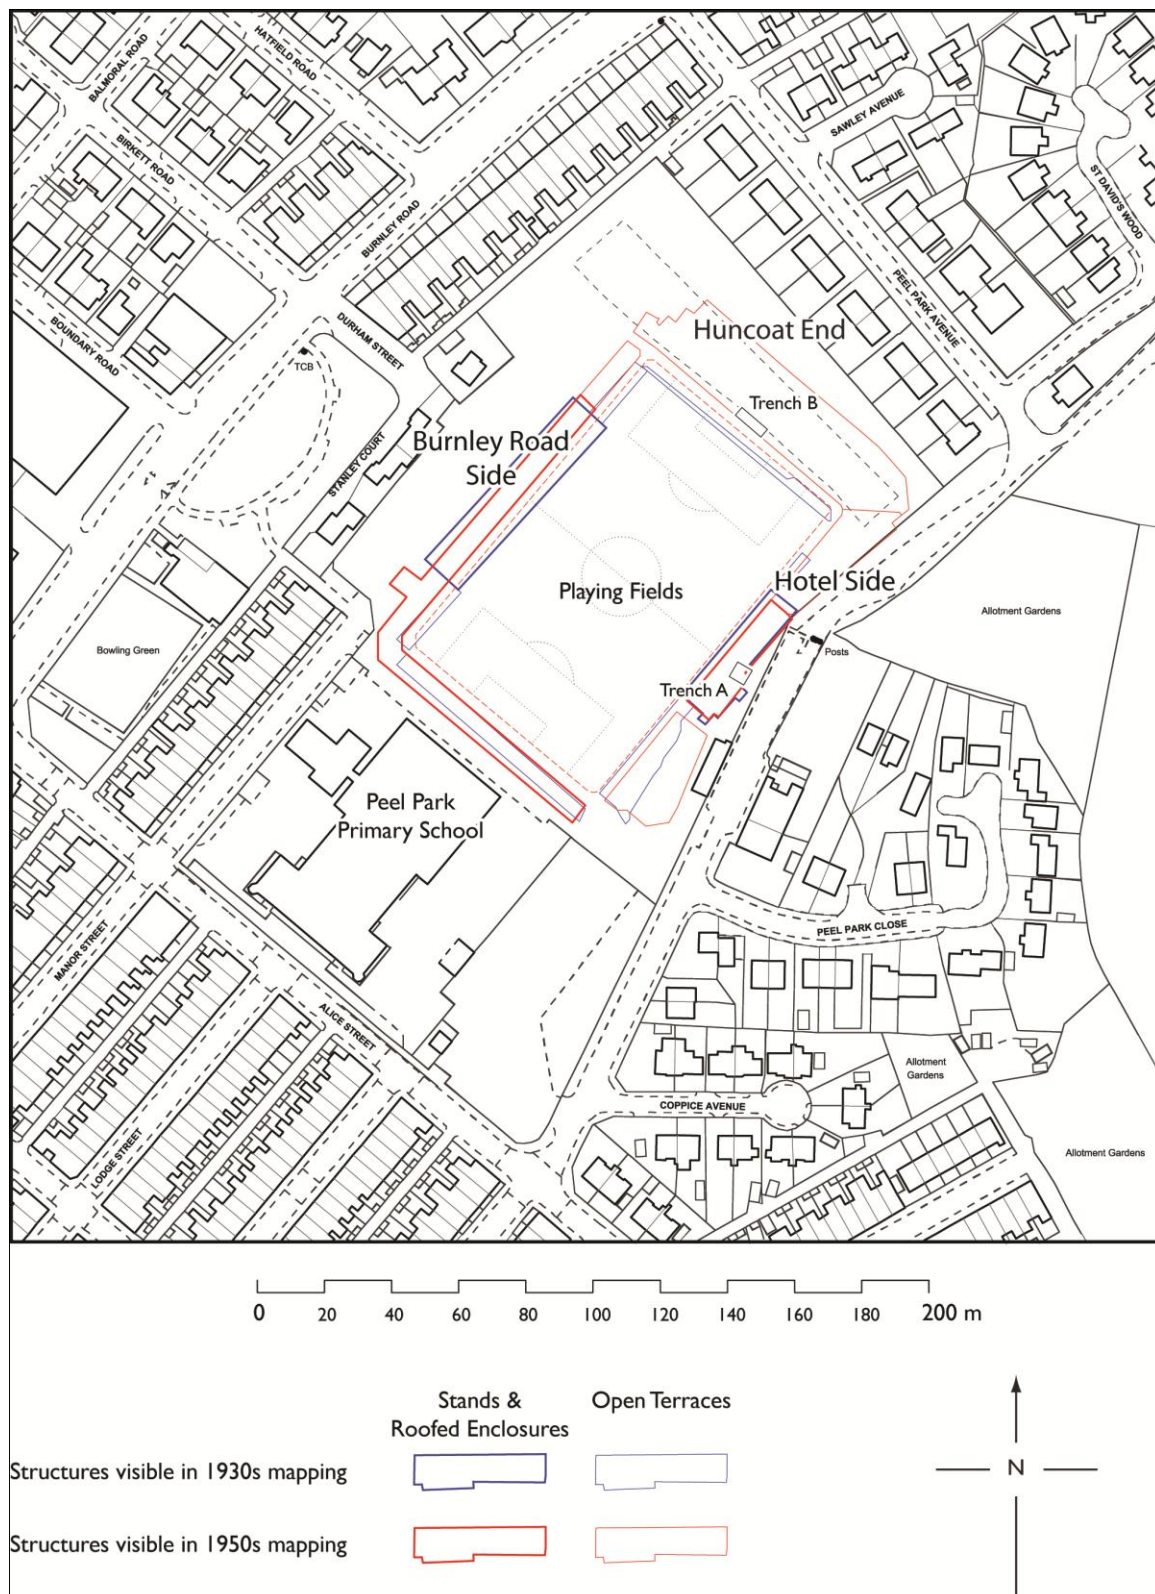 HATFIELD ROAD
BALMORAL ROAD
BIRKETT ROAD
BURNLEY ROAD
BOUNDARY ROAD
DURHAM STREET
TCB
STANLEY COURT
SAWLEY AVENUE
ST DAVID'S WOOD
PEEL PARK AVENUE
Huncoat End
Trench B
Burnley Road
Side
Playing Fields
Hotel Side
Trench A
Posts
Allotment Gardens
Bowling Green
Peel Park
Primary School
MANOR STREET
ALICE STREET
LODGE STREET
PEEL PARK CLOSE
COPPICE AVENUE
Allotment
Gardens
Allotment Gardens
0 20 40 60 80 100 120 140 160 180 200 m
Stands &
Roofed Enclosures
Open Terraces
Structures visible in 1930s mapping
Structures visible in 1950s mapping
N